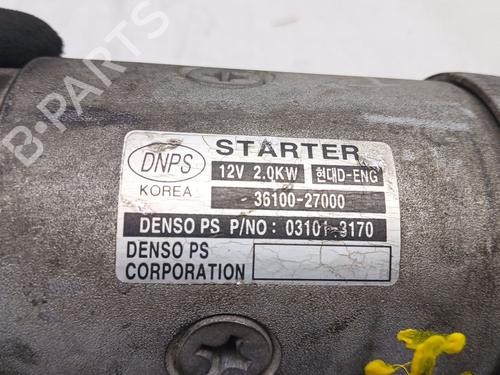 STARTER
DNPS
12V 2.0KW
현대D-ENG
KOREA
36100-27000
DENSO PS P/NO: 03101-3170
DENSO PS
CORPORATION
B-PARTS